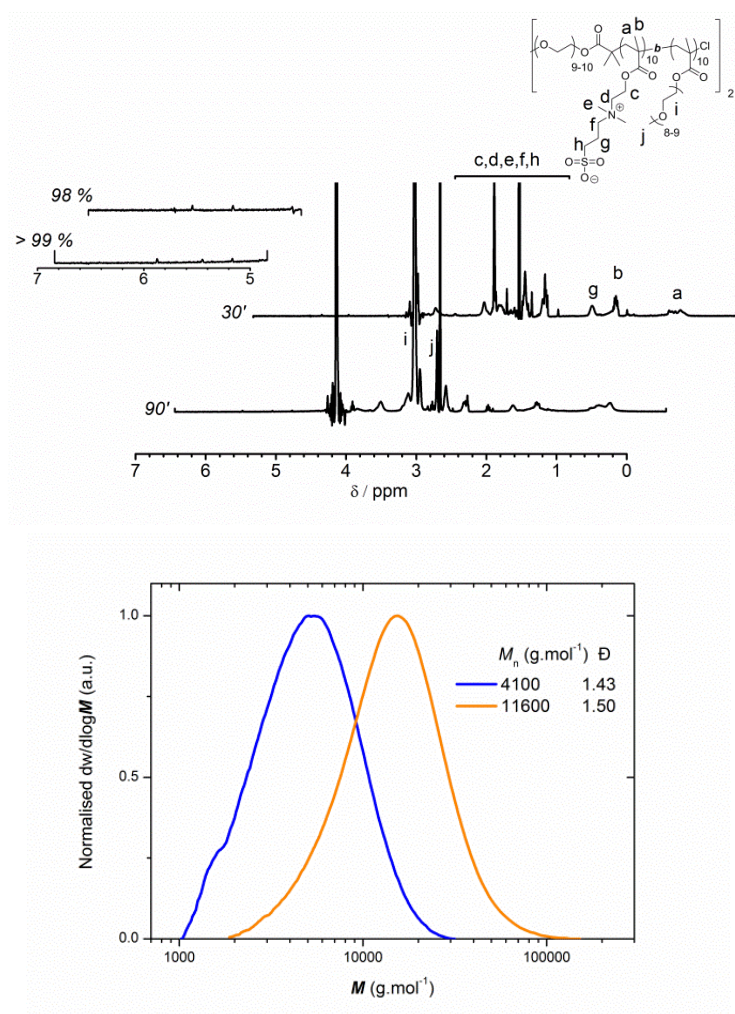 a b
O O O b Cl
9-10 O 10 O 10 O
O O 2
d c i
e N ⊕ O
f j 8-9
h g
O=S=O
O⊖
c,d,e,f,h
98 %
> 99 %
7 6 5
g b a
30'
i j
90'
7 6 5 4 3 2 1 0
δ / ppm
1.0
Mn (g.mol-1) Đ
4100 1.43
11600 1.50
0.5
0.0
1000 10000 100000
M (g.mol-1)
Normalised dw/dlogM (a.u.)